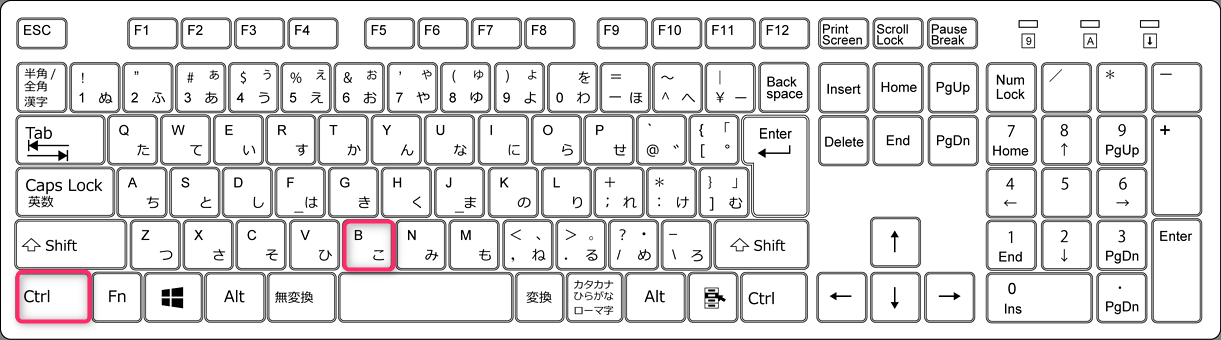 ESC F1 F2 F3 F4 F5 F6 F7 F8 F9 F10 F11 F12 Print Scroll Pause
Screen Lock Break 9 A ↓
半角/ ! " # ぁ $ ぅ % ぇ & ぉ ' ゃ ( ゅ ) ょ を = ～ | Back Insert Home PgUp Num ／ * －
全角 1 ぬ 2 ふ 3 あ 4 う 5 え 6 お 7 や 8 ゆ 9 よ 0 わ － ほ ^ へ ¥ ー space Lock
漢字
Tab Q W E R T Y U I O P ` { 「 Enter Delete End PgDn 7 8 9 +
た て い す か ん な に ら せ @ ゛ [ ゜ Home ↑ PgUp
Caps Lock A S D F G H J K L + * } 」 4 5 6
英数 ち と し _は き く _ま の り ; れ : け ] む ← →
Shift Z X C V B N M < 、 > 。 ? ・ _ Shift ↑ 1 2 3 Enter
つ さ そ ひ こ み も , ね . る / め \ ろ End ↓ PgDn
Ctrl Fn Alt 無変換 変換 カタカナ Alt Ctrl ← ↓ → 0 .
ひらがな Ins PgDn
ローマ字